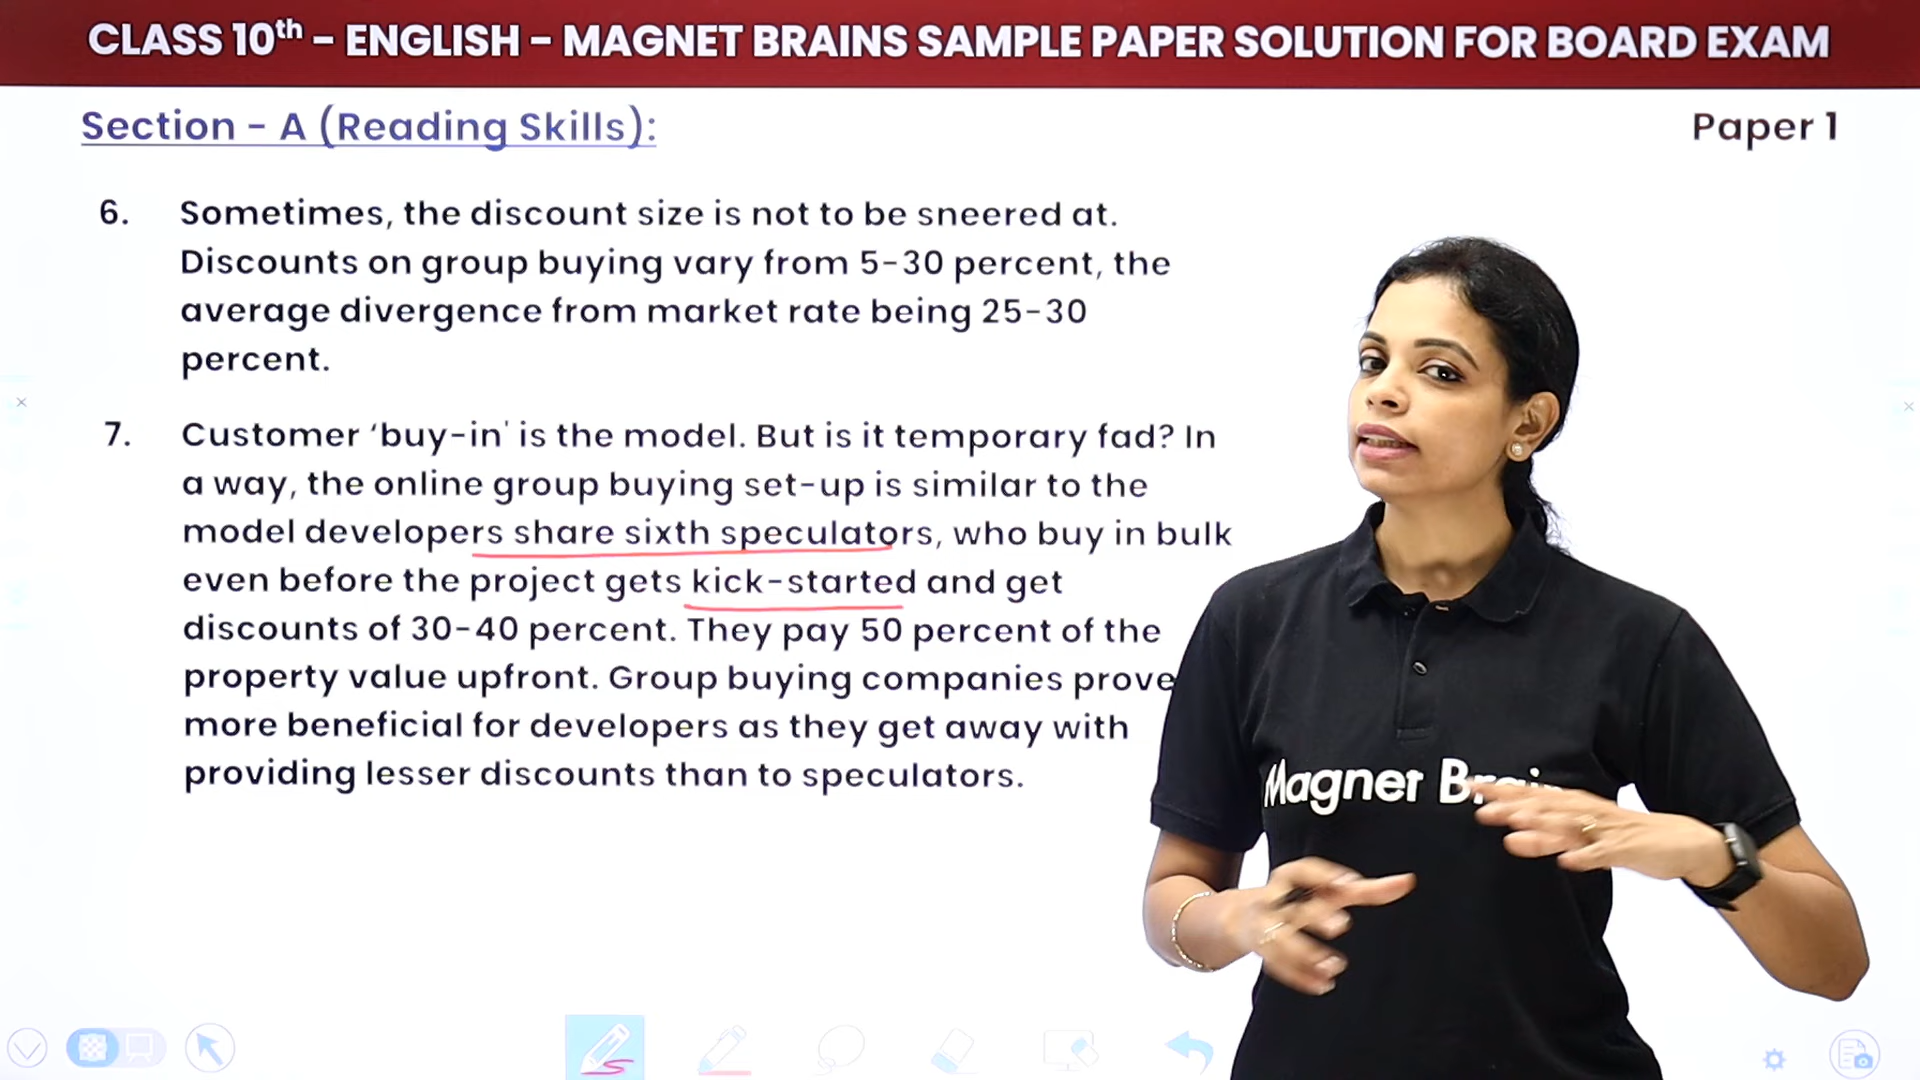 CLASS 10th - ENGLISH - MAGNET BRAINS SAMPLE PAPER SOLUTION FOR BOARD EXAM
Section - A (Reading Skills):
Paper 1
6. Sometimes, the discount size is not to be sneered at.
Discounts on group buying vary from 5-30 percent, the
average divergence from market rate being 25-30
percent.
7. Customer ‘buy-in' is the model. But is it temporary fad? In
a way, the online group buying set-up is similar to the
model developers share sixth speculators, who buy in bulk
even before the project gets kick-started and get
discounts of 30-40 percent. They pay 50 percent of the
property value upfront. Group buying companies prove
more beneficial for developers as they get away with
providing lesser discounts than to speculators.
Magnet Brain